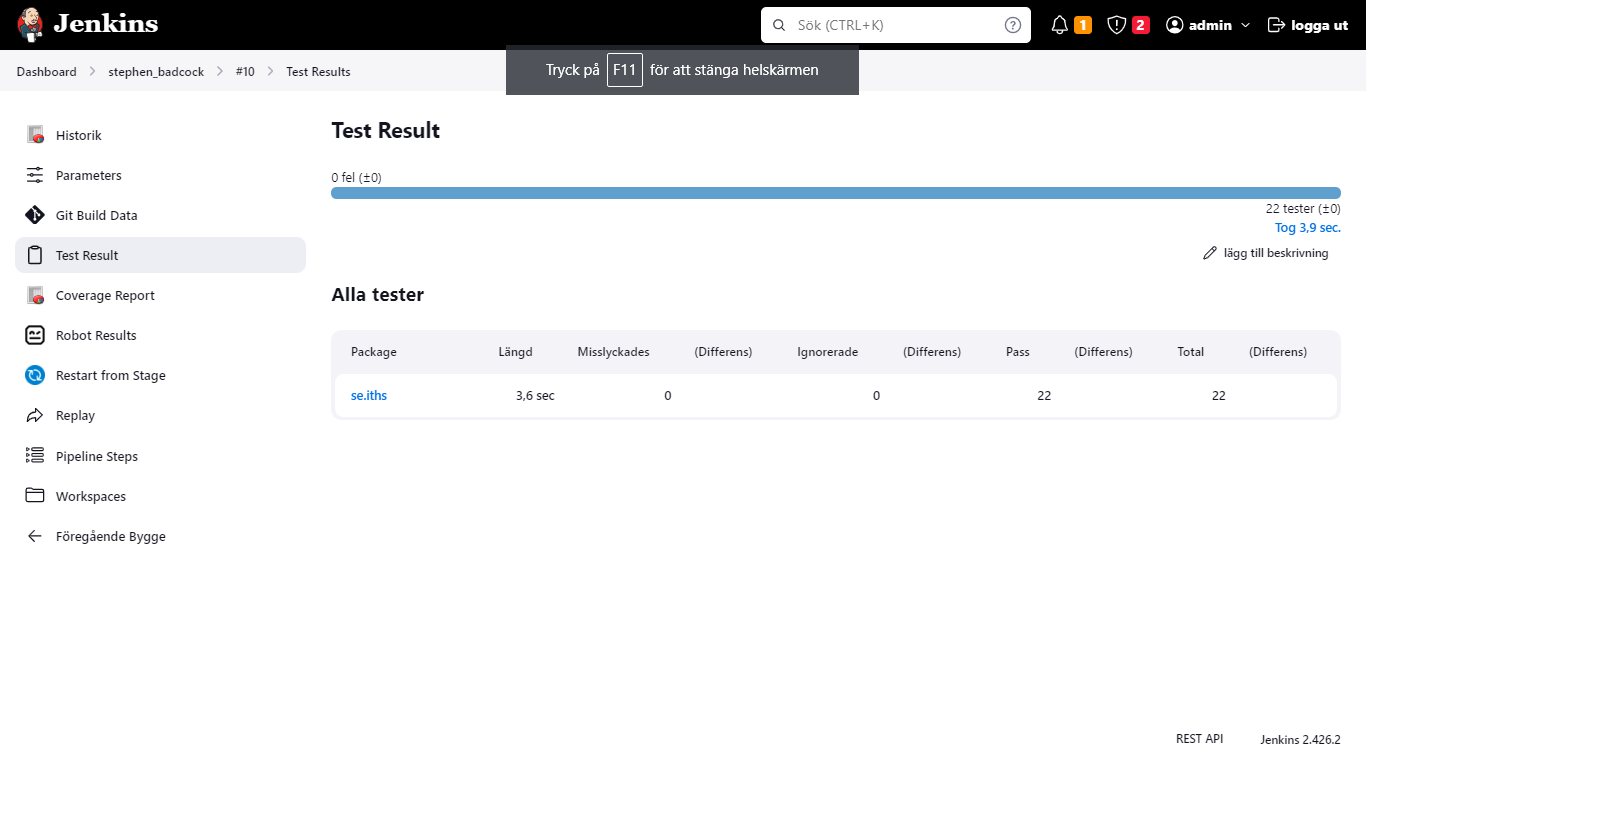 Jenkins
Sök (CTRL+K)
1
2
admin
logga ut
Dashboard
stephen_badcock
#10
Test Results
Tryck på F11 för att stänga helskärmen
Historik
Parameters
Git Build Data
Test Result
Coverage Report
Robot Results
Restart from Stage
Replay
Pipeline Steps
Workspaces
Föregående Bygge
Test Result
0 fel (±0)
22 tester (±0)
Tog 3,9 sec.
lägg till beskrivning
Alla tester
Package Längd Misslyckades (Differens) Ignorerade (Differens) Pass (Differens) Total (Differens)
se.iths 3,6 sec 0 0 22 22
REST API Jenkins 2.426.2